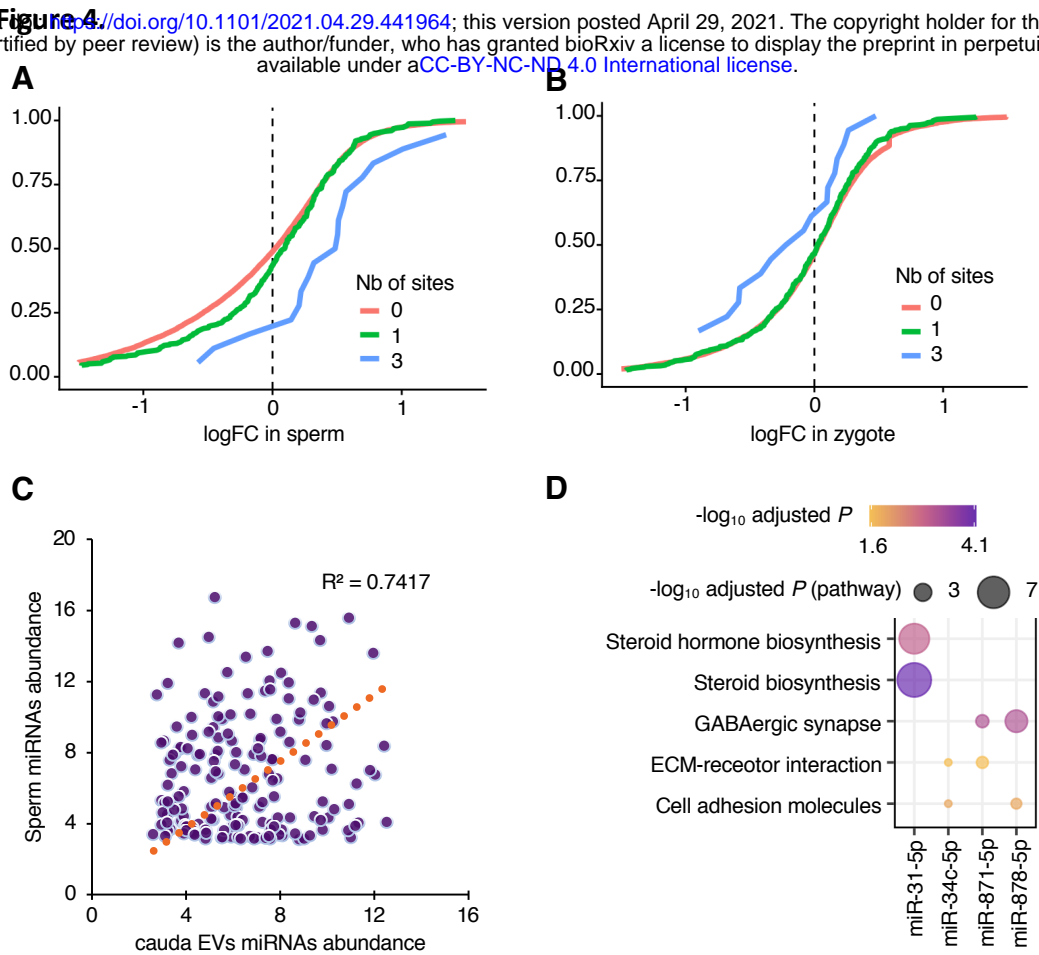 Figure 4.
doi: https://doi.org/10.1101/2021.04.29.441964; this version posted April 29, 2021. The copyright holder for th
rtified by peer review) is the author/funder, who has granted bioRxiv a license to display the preprint in perpetui
available under aCC-BY-NC-ND 4.0 International license.
A
1.00
0.75
0.50
0.25
0.00
Nb of sites
0
1
3
-1 0 1
logFC in sperm
B
1.00
0.75
0.50
0.25
0.00
Nb of sites
0
1
3
-1 0 1
logFC in zygote
C
Sperm miRNAs abundance
20
16
12
8
4
0
R² = 0.7417
0 4 8 12 16
cauda EVs miRNAs abundance
D
-log₁₀ adjusted P
1.6 4.1
-log₁₀ adjusted P (pathway) 3 7
Steroid hormone biosynthesis
Steroid biosynthesis
GABAergic synapse
ECM-receotor interaction
Cell adhesion molecules
miR-31-5p
miR-34c-5p
miR-871-5p
miR-878-5p